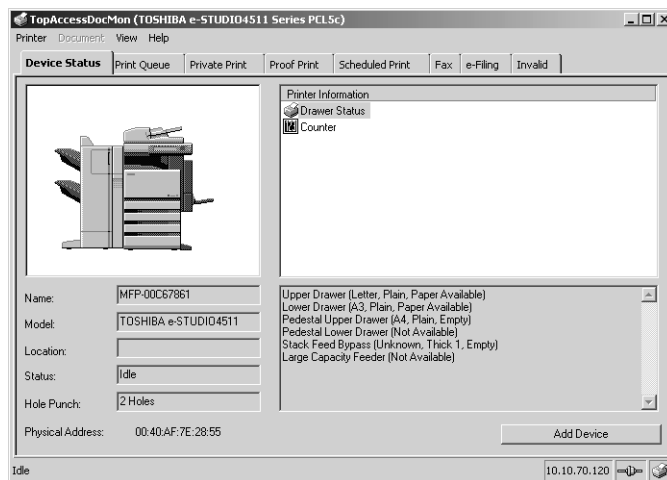 TopAccessDocMon (TOSHIBA e-STUDIO4511 Series PCL5c)
Printer Document View Help
Device Status Print Queue Private Print Proof Print Scheduled Print Fax e-Filing Invalid
Printer Information
Drawer Status
Counter
Name: MFP-00C67861
Model: TOSHIBA e-STUDIO4511
Location:
Status: Idle
Hole Punch: 2 Holes
Physical Address: 00:40:AF:7E:28:55
Upper Drawer (Letter, Plain, Paper Available)
Lower Drawer (A3, Plain, Paper Available)
Pedestal Upper Drawer (A4, Plain, Empty)
Pedestal Lower Drawer (Not Available)
Stack Feed Bypass (Unknown, Thick 1, Empty)
Large Capacity Feeder (Not Available)
Add Device
Idle 10.10.70.120